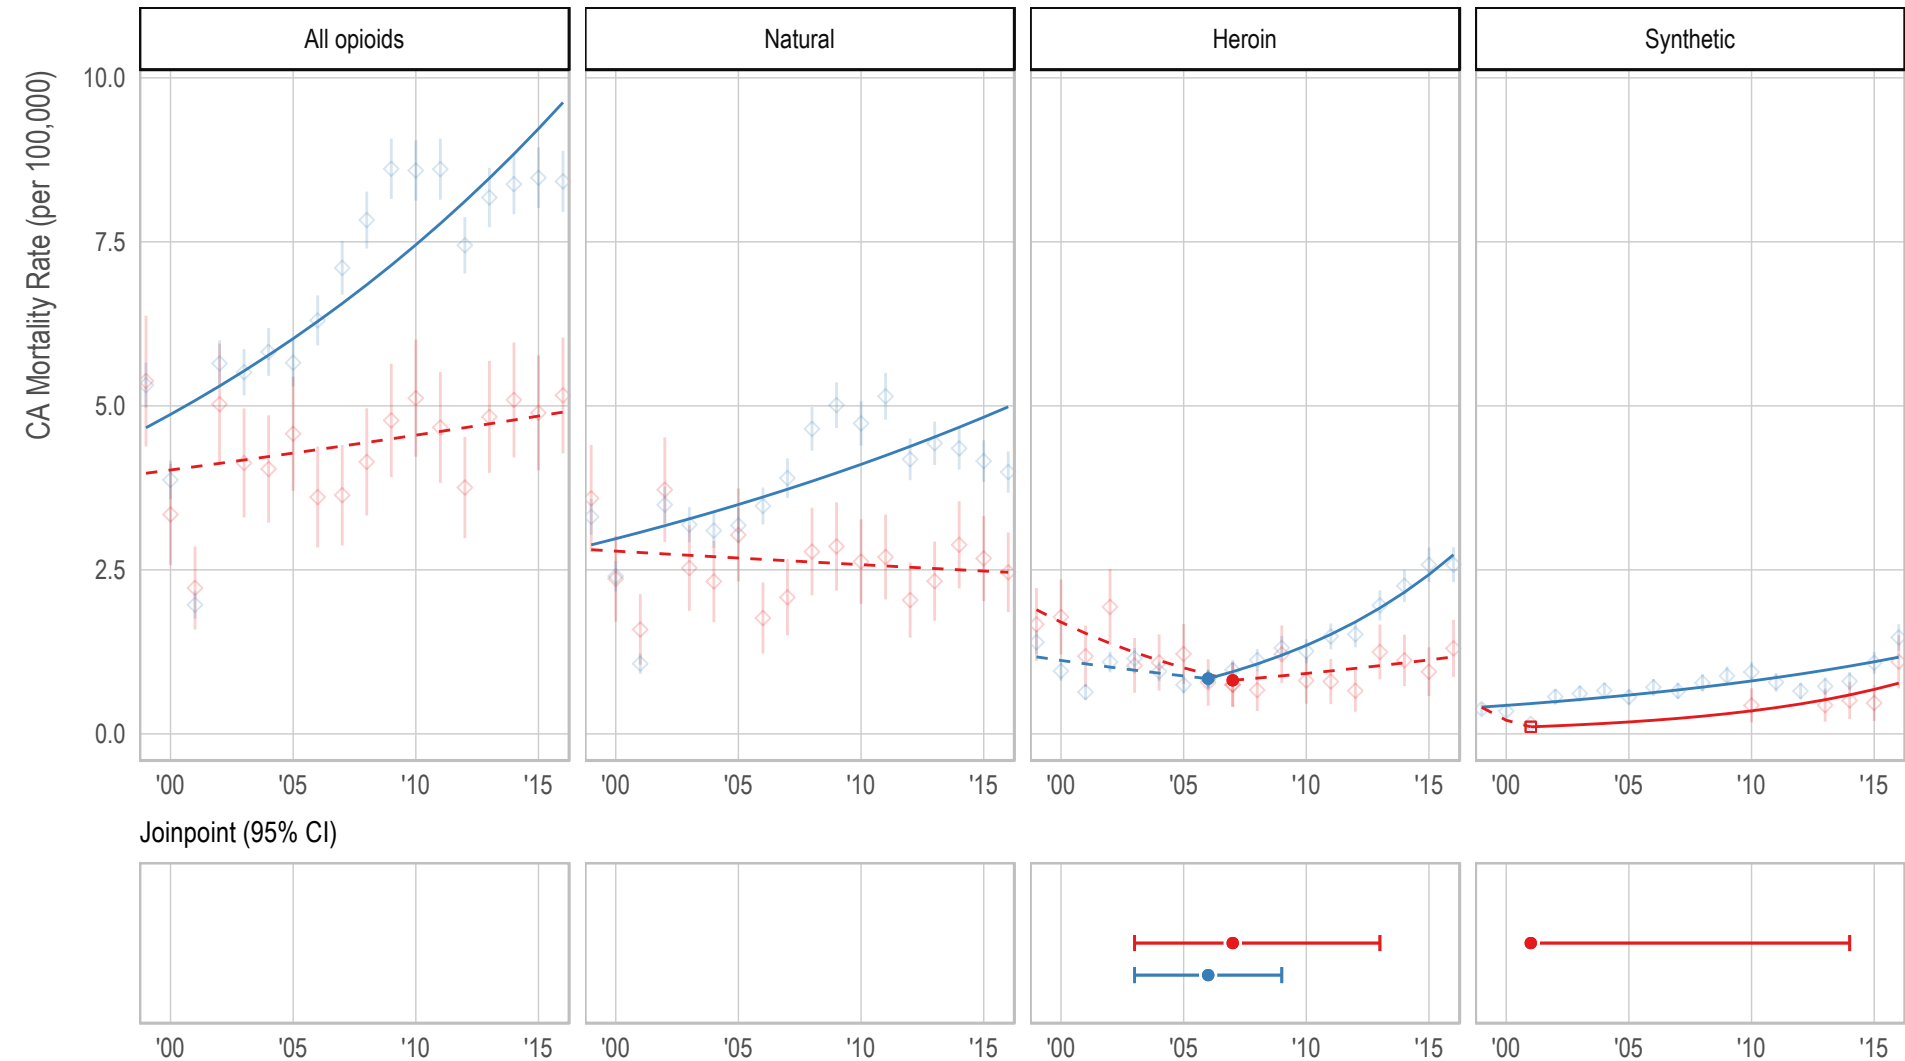 All opioids Natural Heroin Synthetic
CA Mortality Rate (per 100,000)
10.0
7.5
5.0
2.5
0.0
'00 '05 '10 '15 '00 '05 '10 '15 '00 '05 '10 '15 '00 '05 '10 '15
Joinpoint (95% CI)
'00 '05 '10 '15 '00 '05 '10 '15 '00 '05 '10 '15 '00 '05 '10 '15